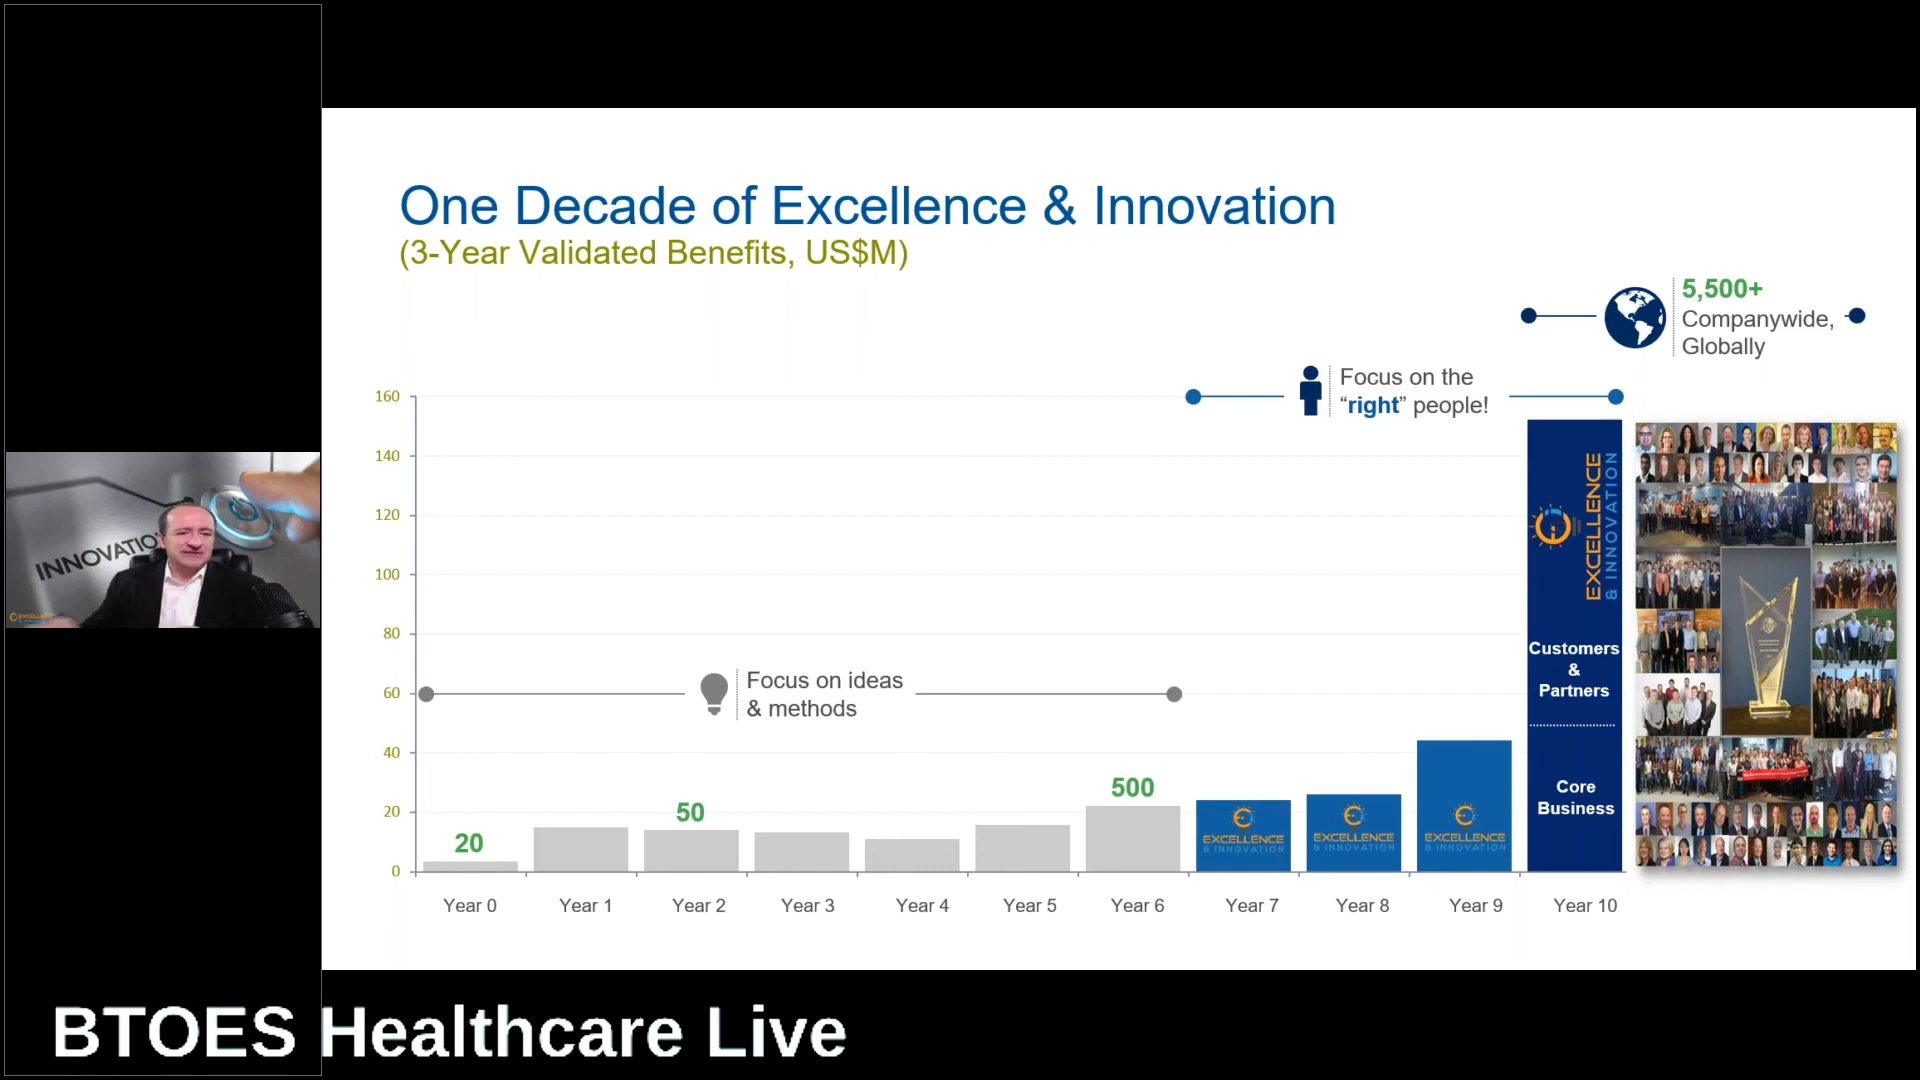 One Decade of Excellence & Innovation
(3-Year Validated Benefits, US$M)
5,500+
Companywide,
Globally
Focus on the
“right” people!
160
140
120
100
80
60
40
20
0
Focus on ideas
& methods
20
50
500
EXCELLENCE
& INNOVATION
EXCELLENCE
& INNOVATION
EXCELLENCE
& INNOVATION
EXCELLENCE
& INNOVATION
Customers
&
Partners
Core
Business
Year 0
Year 1
Year 2
Year 3
Year 4
Year 5
Year 6
Year 7
Year 8
Year 9
Year 10
INNOVATIO
EXCELLENCE
BTOES Healthcare Live